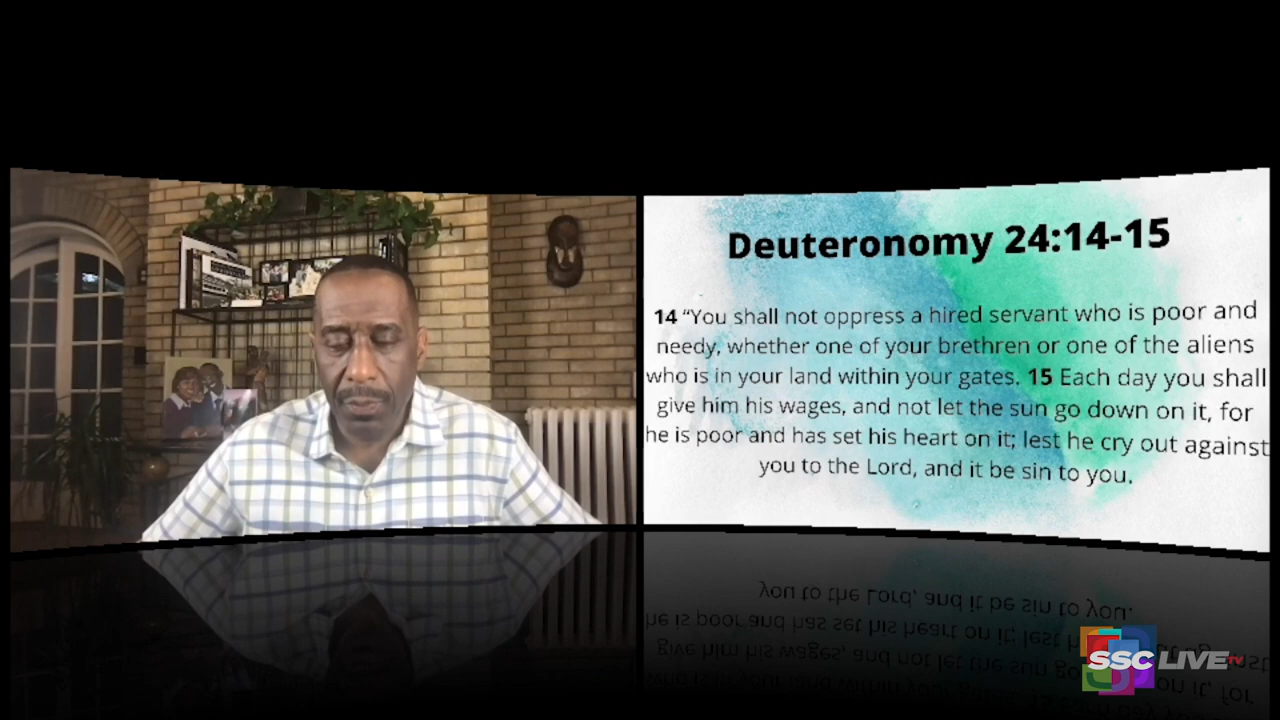 Deuteronomy 24:14-15
14 “You shall not oppress a hired servant who is poor and
needy, whether one of your brethren or one of the aliens
who is in your land within your gates. 15 Each day you shall
give him his wages, and not let the sun go down on it, for
he is poor and has set his heart on it; lest he cry out against
you to the Lord, and it be sin to you.
SSC LIVE TV